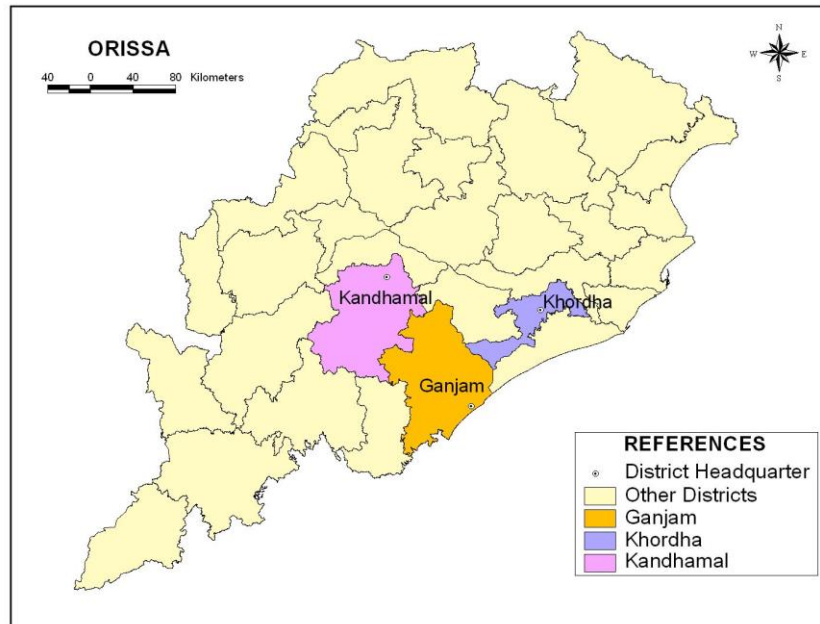 ORISSA
40 0 40 80 Kilometers
N
W E
S
Kandhamal
Khordha
Ganjam
REFERENCES
District Headquarter
Other Districts
Ganjam
Khordha
Kandhamal